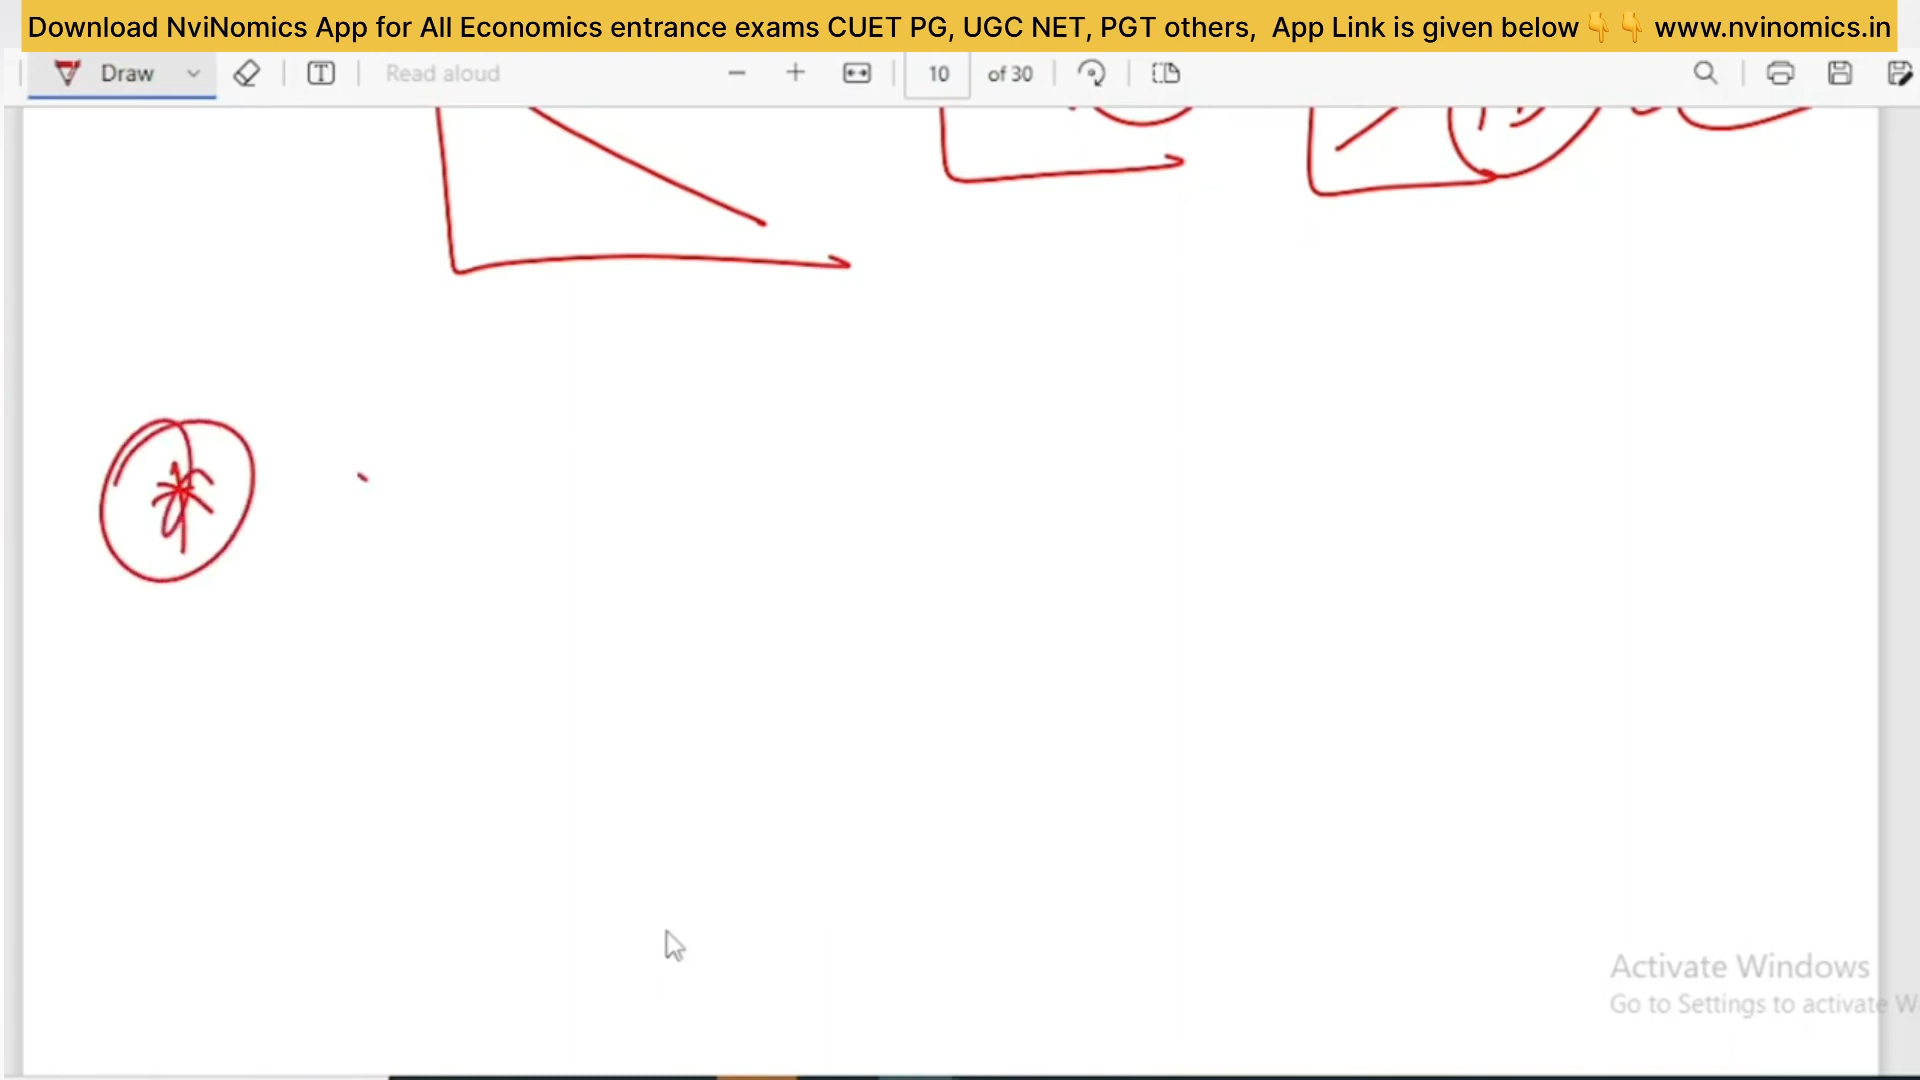 Download NviNomics App for All Economics entrance exams CUET PG, UGC NET, PGT others, App Link is given below👇👇 www.nvinomics.in
Draw Read aloud 10 of 30
Activate Windows
Go to Settings to activate W